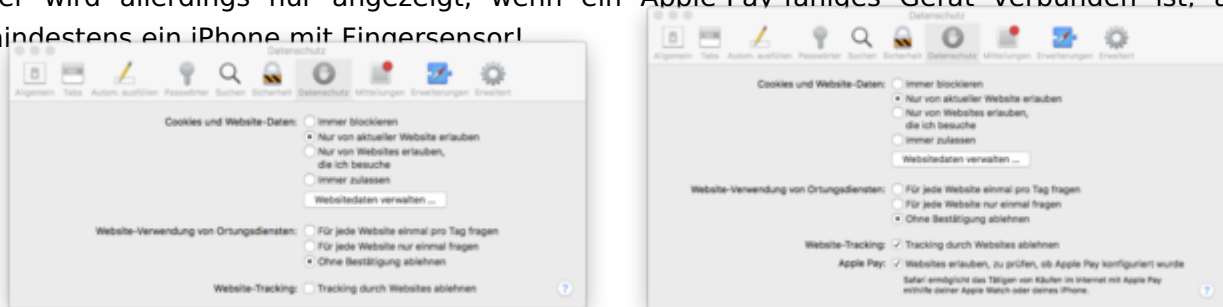 er wird allerdings nur angezeigt, wenn ein Apple-Pay-fähiges Gerät verbunden ist,
indestens ein iPhone mit Fingersensor!
Datenschutz
Allgemein Tabs Autom. ausfüllen Passwörter Suchen Sicherheit Datenschutz Mitteilungen Erweiterungen Erweitert
Cookies und Website-Daten: Immer blockieren
Nur von aktueller Website erlauben
Nur von Websites erlauben,
die ich besuche
Immer zulassen
Websitedaten verwalten ...
Website-Verwendung von Ortungsdiensten: Für jede Website einmal pro Tag fragen
Für jede Website nur einmal fragen
Ohne Bestätigung ablehnen
Website-Tracking: Tracking durch Websites ablehnen
?
Datenschutz
Allgemein Tabs Autom. ausfüllen Passwörter Suchen Sicherheit Datenschutz Mitteilungen Erweiterungen Erweitert
Cookies und Website-Daten: Immer blockieren
Nur von aktueller Website erlauben
Nur von Websites erlauben,
die ich besuche
Immer zulassen
Websitedaten verwalten ...
Website-Verwendung von Ortungsdiensten: Für jede Website einmal pro Tag fragen
Für jede Website nur einmal fragen
Ohne Bestätigung ablehnen
Website-Tracking: Tracking durch Websites ablehnen
Apple Pay: Websites erlauben, zu prüfen, ob Apple Pay konfiguriert wurde
Safari ermöglicht das Tätigen von Käufen im Internet mit Apple Pay
mithilfe deiner Apple Watch oder deines iPhone.
?